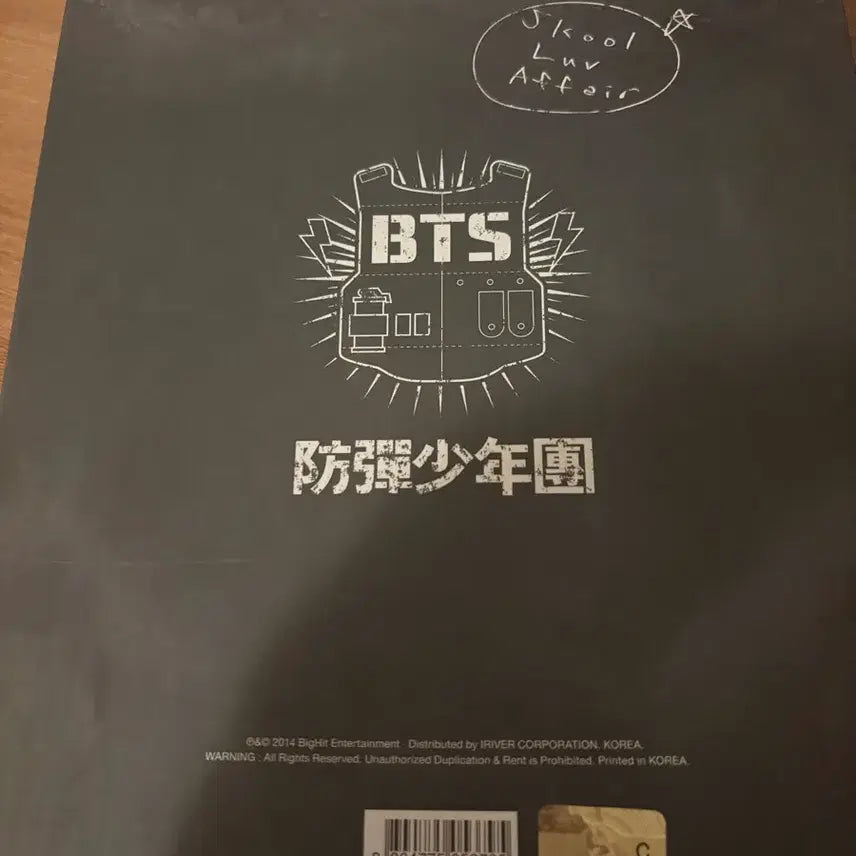 Skool
Luv
Affair
BTS
防彈少年團
℗&© 2014 BigHit Entertainment Distributed by IRIVER CORPORATION. KOREA.
WARNING : All Rights Reserved. Unauthorized Duplication & Rent is Prohibited. Printed in KOREA.
C